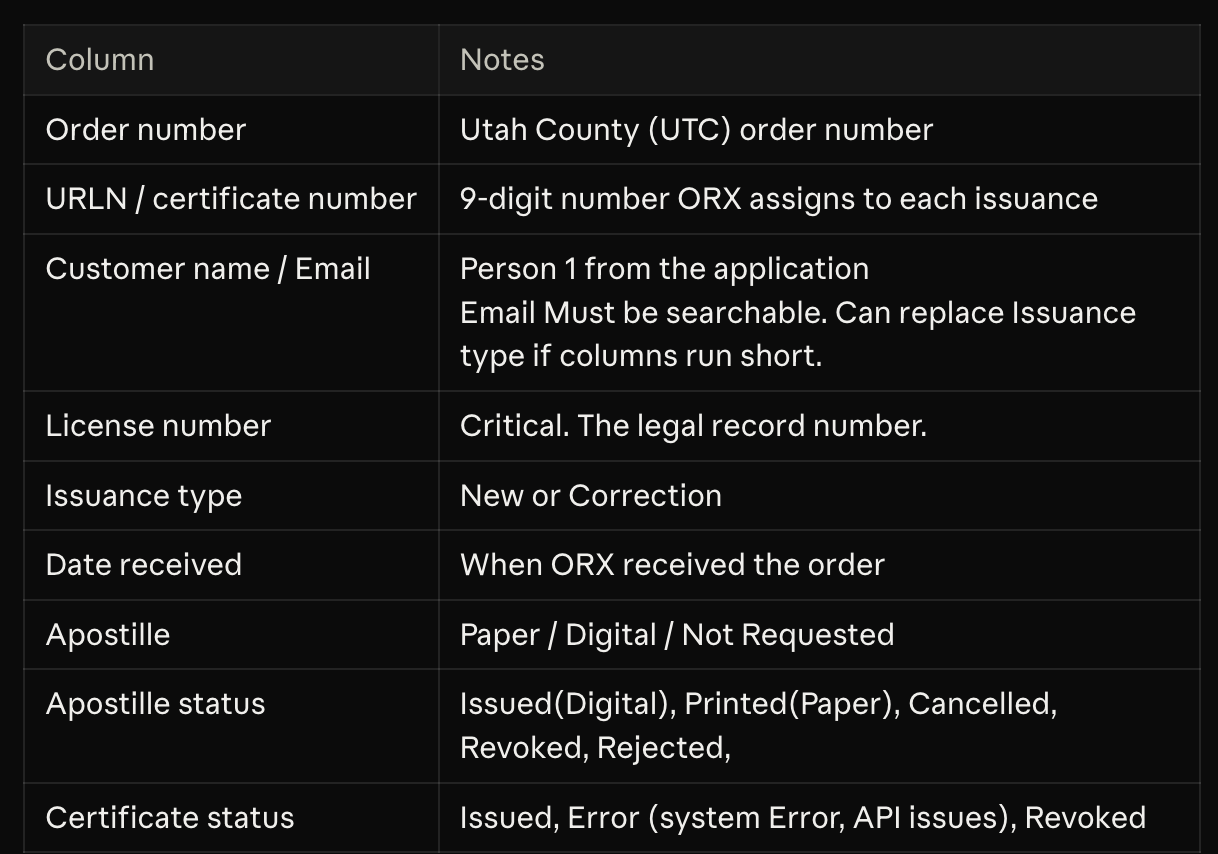 Column Notes
Order number Utah County (UTC) order number
URLN / certificate number 9-digit number ORX assigns to each issuance
Customer name / Email Person 1 from the application
Email Must be searchable. Can replace Issuance
type if columns run short.
License number Critical. The legal record number.
Issuance type New or Correction
Date received When ORX received the order
Apostille Paper / Digital / Not Requested
Apostille status Issued(Digital), Printed(Paper), Cancelled,
Revoked, Rejected,
Certificate status Issued, Error (system Error, API issues), Revoked